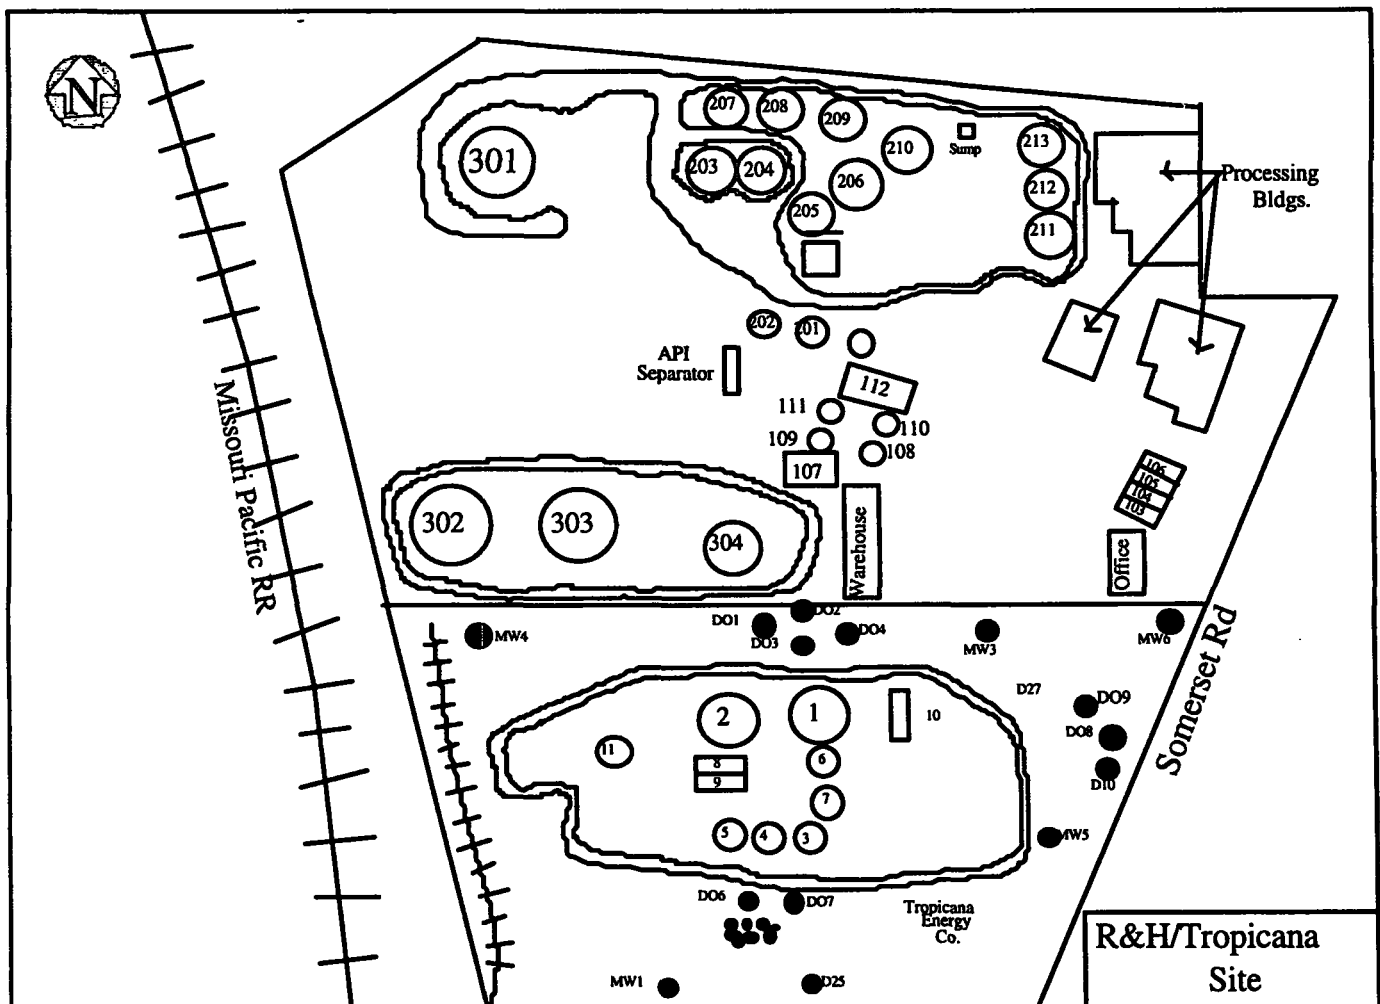 N
207
208
209
210
Sump
213
301
203
204
206
212
Processing
Bldgs.
205
211
202
201
API
Separator
112
111
110
109
108
107
106
105
104
103
Missouri Pacific RR
302
303
304
Warehouse
Office
DO1
DO2
DO3
DO4
MW4
MW3
MW6
Somerset Rd
D27
DO9
DO8
D10
2
1
10
11
8
9
6
7
5
4
3
MW5
DO6
DO7
Tropicana
Energy
Co.
R&H/Tropicana
Site
MW1
D25